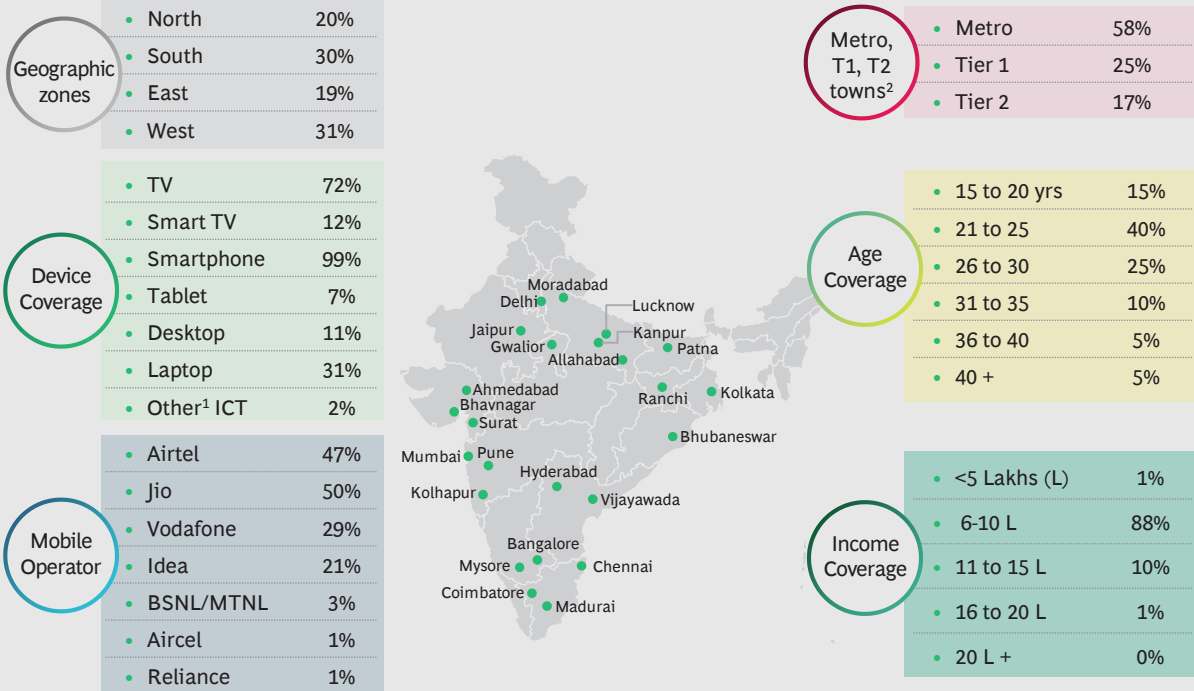 Geographic
zones
• North 20%
• South 30%
• East 19%
• West 31%
Device
Coverage
• TV 72%
• Smart TV 12%
• Smartphone 99%
• Tablet 7%
• Desktop 11%
• Laptop 31%
• Other¹ ICT 2%
Mobile
Operator
• Airtel 47%
• Jio 50%
• Vodafone 29%
• Idea 21%
• BSNL/MTNL 3%
• Aircel 1%
• Reliance 1%
Moradabad
Delhi
Lucknow
Jaipur
Kanpur
Gwalior
Patna
Allahabad
Ahmedabad
Ranchi
Kolkata
Bhavnagar
Surat
Bhubaneswar
Mumbai
Pune
Hyderabad
Kolhapur
Vijayawada
Bangalore
Mysore
Chennai
Coimbatore
Madurai
Metro,
T1, T2
towns²
• Metro 58%
• Tier 1 25%
• Tier 2 17%
Age
Coverage
• 15 to 20 yrs 15%
• 21 to 25 40%
• 26 to 30 25%
• 31 to 35 10%
• 36 to 40 5%
• 40 + 5%
Income
Coverage
• <5 Lakhs (L) 1%
• 6-10 L 88%
• 11 to 15 L 10%
• 16 to 20 L 1%
• 20 L + 0%